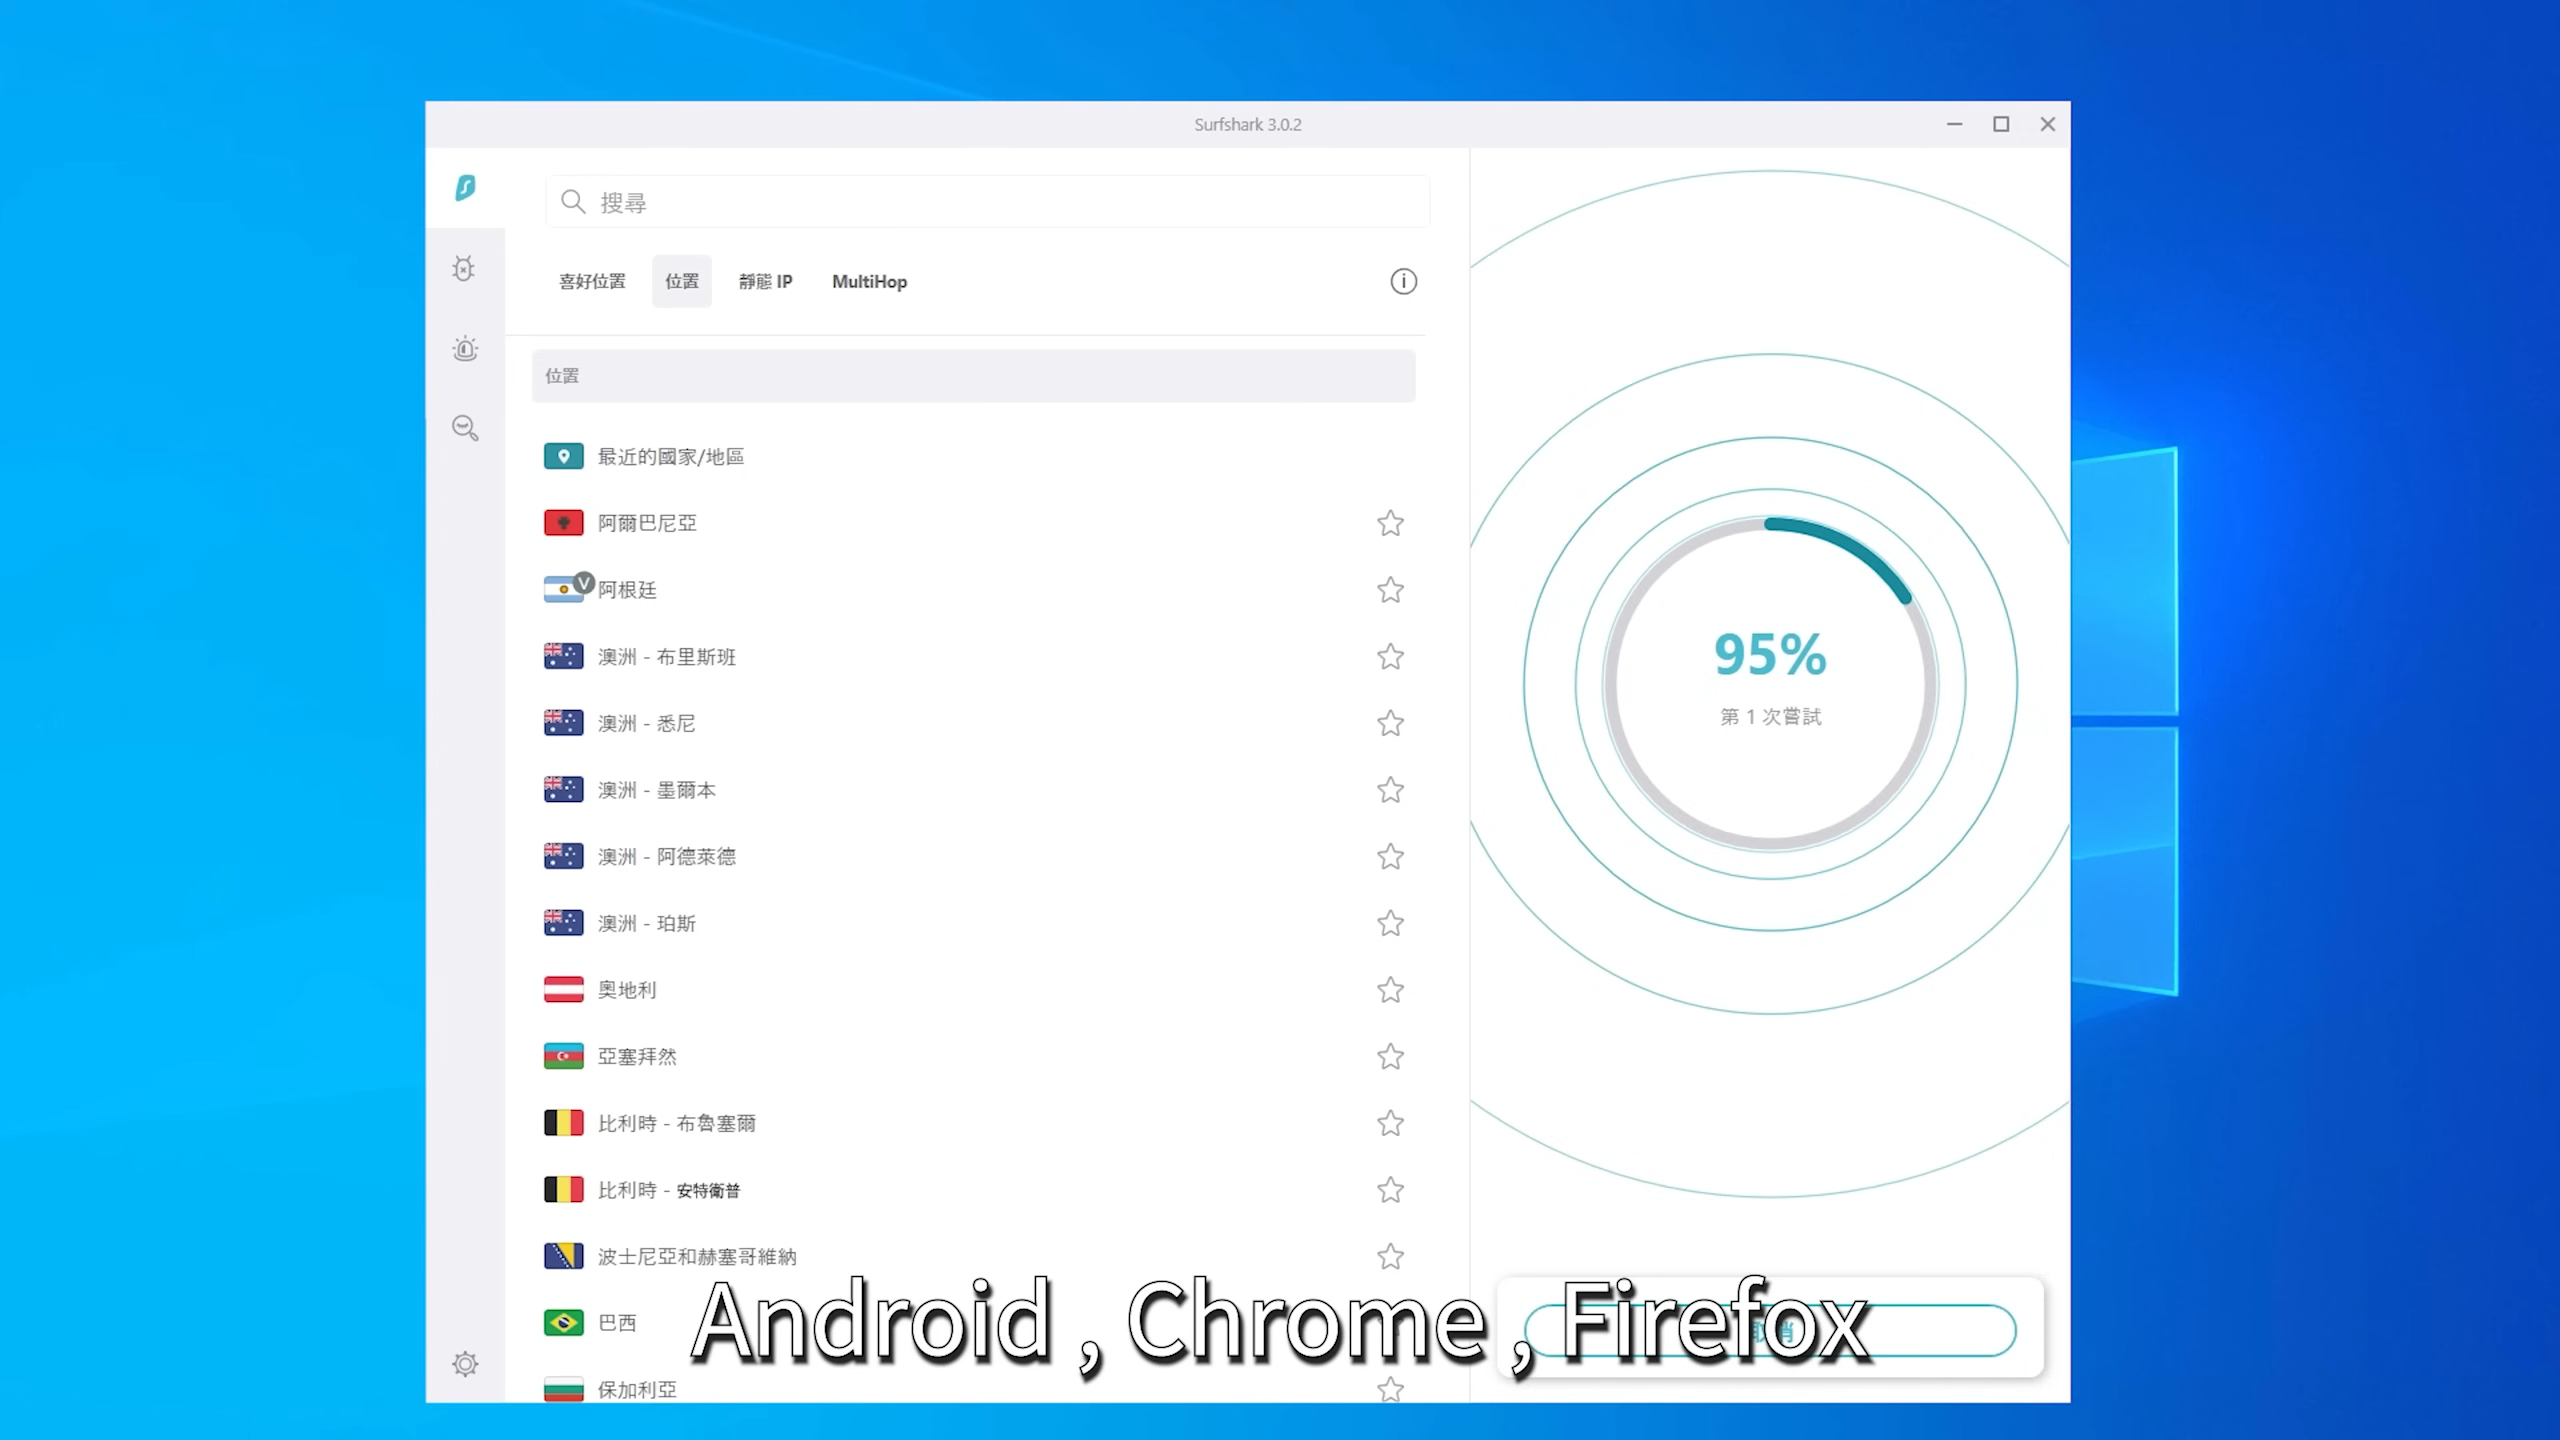 Surfshark 3.0.2
搜尋
喜好位置 位置 靜態 IP MultiHop
位置
最近的國家/地區
阿爾巴尼亞
V 阿根廷
澳洲 - 布里斯班
澳洲 - 悉尼
澳洲 - 墨爾本
澳洲 - 阿德萊德
澳洲 - 珀斯
奧地利
亞塞拜然
比利時 - 布魯塞爾
比利時 - 安特衛普
波士尼亞和赫塞哥維納
巴西
保加利亞
95%
第 1 次嘗試
Android , Chrome , Firefox